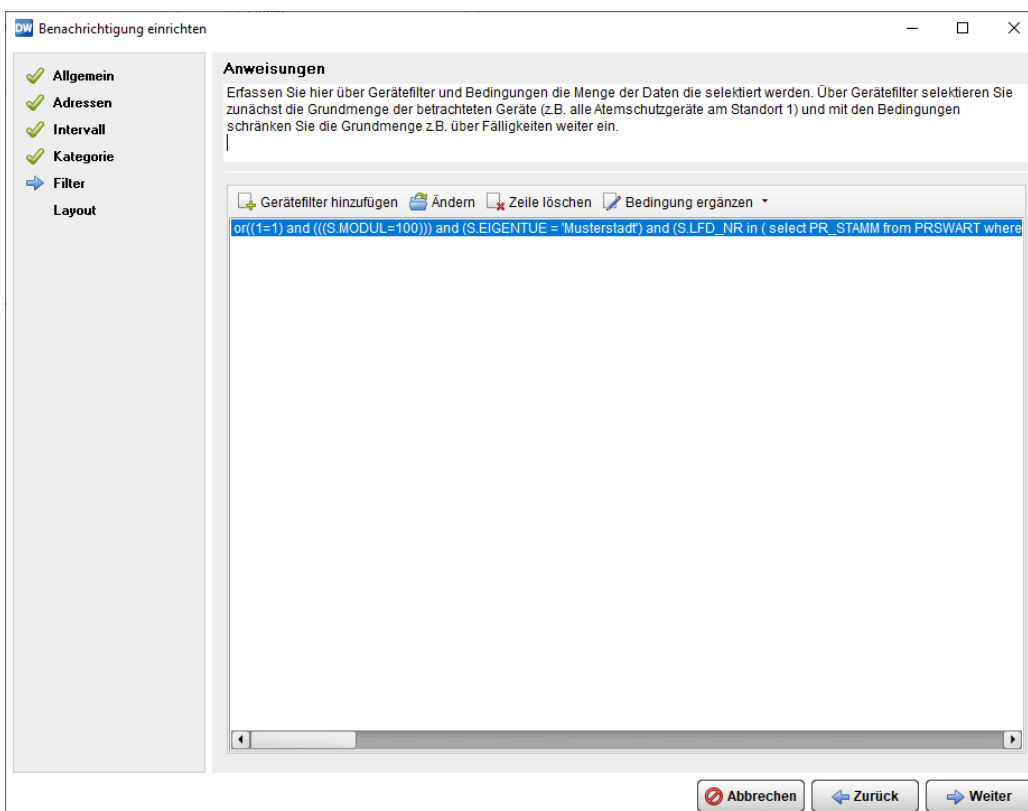 DW Benachrichtigung einrichten
Allgemein
Adressen
Intervall
Kategorie
Filter
Layout
Anweisungen
Erfassen Sie hier über Gerätefilter und Bedingungen die Menge der Daten die selektiert werden. Über Gerätefilter selektieren Sie
zunächst die Grundmenge der betrachteten Geräte (z.B. alle Atemschutzgeräte am Standort 1) und mit den Bedingungen
schränken Sie die Grundmenge z.B. über Fälligkeiten weiter ein.
Gerätefilter hinzufügen Ändern Zeile löschen Bedingung ergänzen
or((1=1) and (((S.MODUL=100))) and (S.EIGENTUE = 'Musterstadt') and (S.LFD_NR in ( select PR_STAMM from PRSWART where
Abbrechen Zurück Weiter